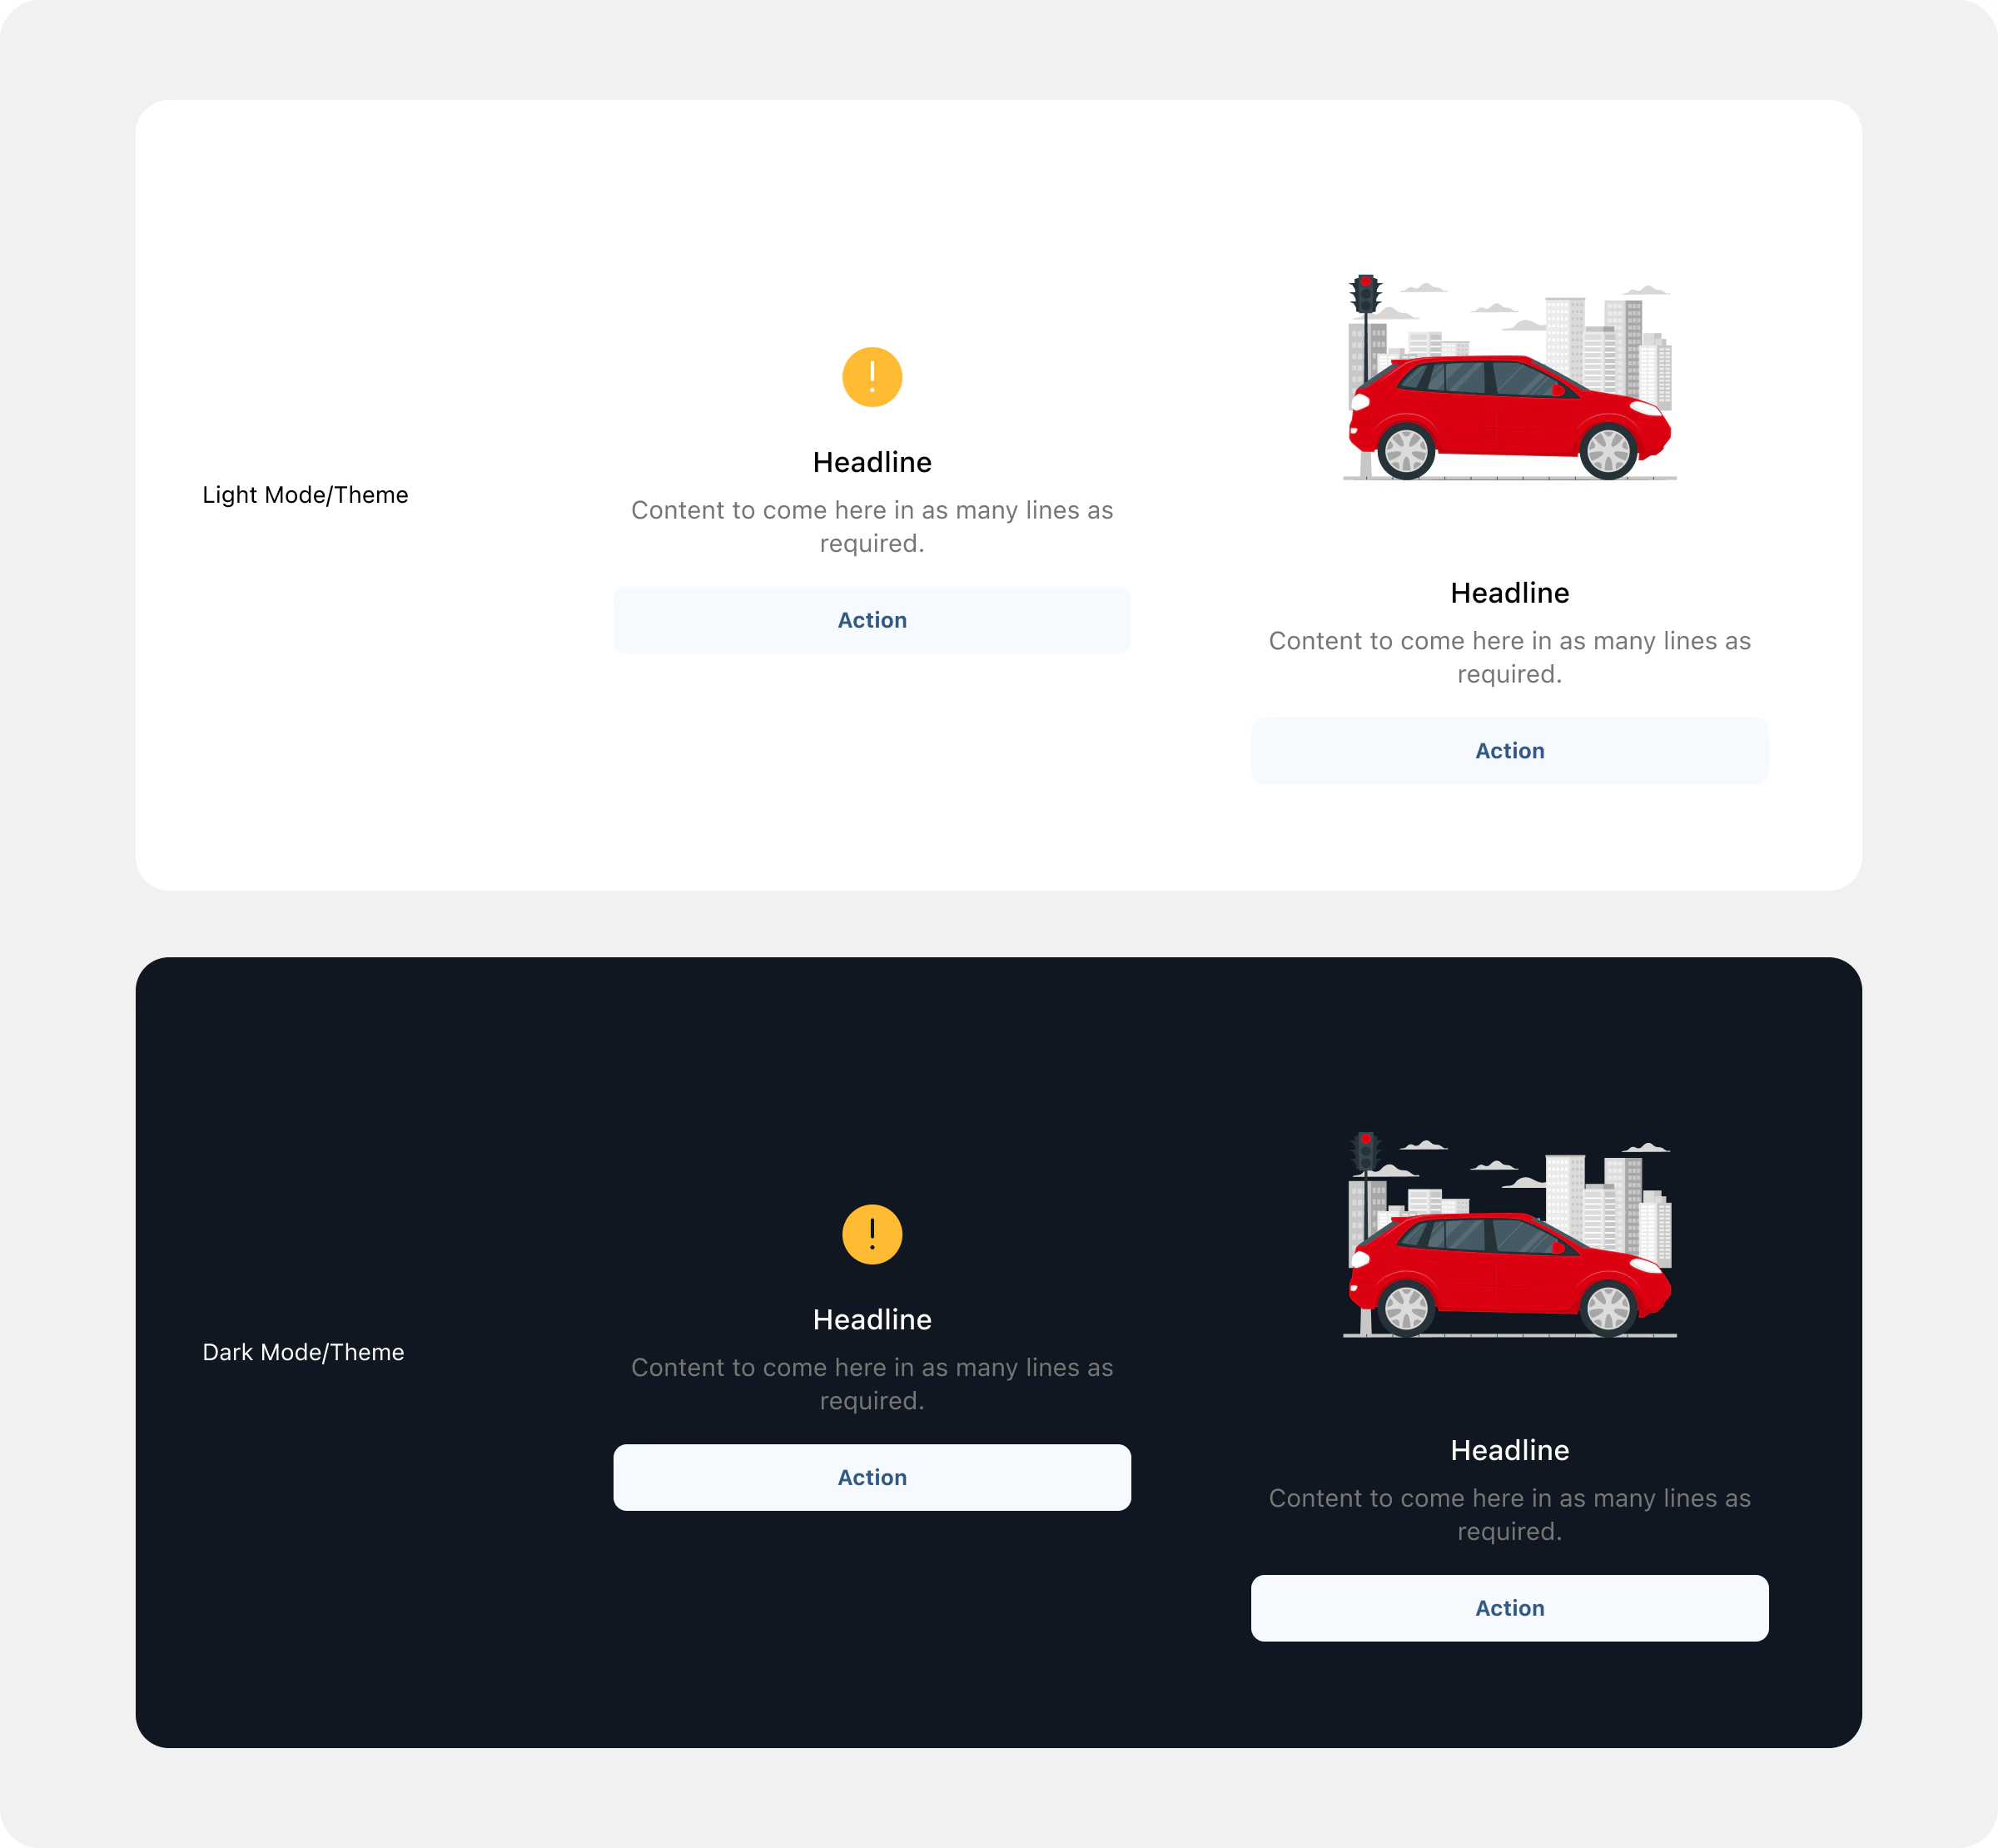 Light Mode/Theme
Headline
Content to come here in as many lines as
required.
Action
Headline
Content to come here in as many lines as
required.
Action
Dark Mode/Theme
Headline
Content to come here in as many lines as
required.
Action
Headline
Content to come here in as many lines as
required.
Action